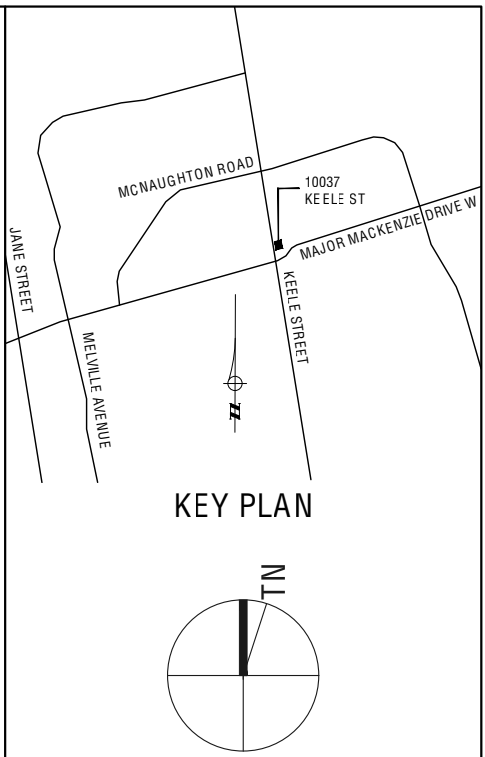 MCNAUGHTON ROAD
10037
KEELE ST
MAJOR MACKENZIE DRIVE W
JANE STREET
KEELE STREET
MELVILLE AVENUE
N
KEY PLAN
TN